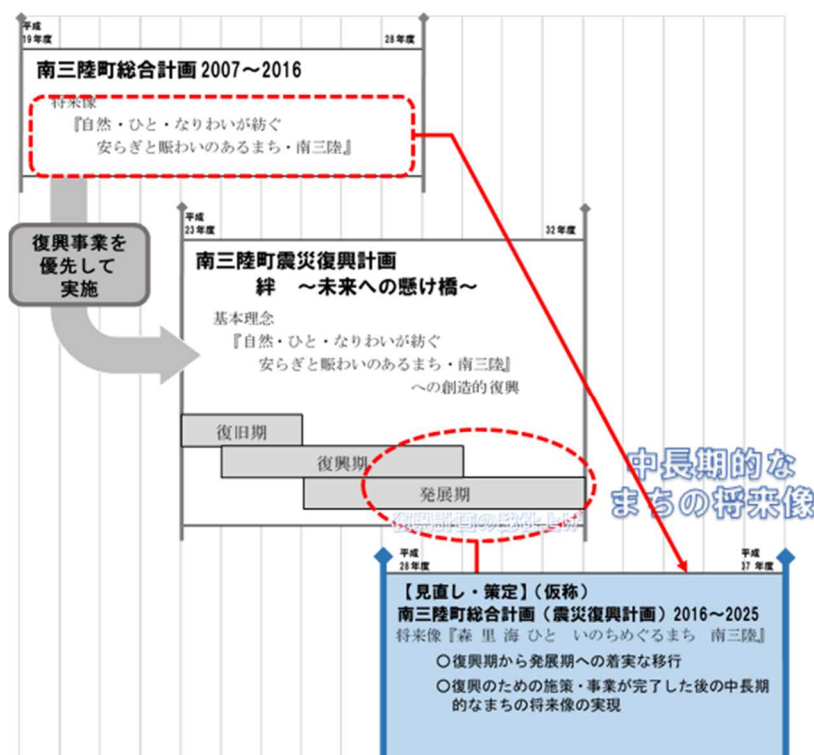 平成
19年度
28年度
南三陸町総合計画 2007～2016
将来像
『自然・ひと・なりわいが紡ぐ
安らぎと賑わいのあるまち・南三陸』
復興事業を
優先して
実施
平成
23年度
32年度
南三陸町震災復興計画
絆 ～未来への懸け橋～
基本理念
『自然・ひと・なりわいが紡ぐ
安らぎと賑わいのあるまち・南三陸』
への創造的復興
復旧期
復興期
発展期
復興計画の総仕上げ
中長期的な
まちの将来像
平成
28年度
平成
37年度
【見直し・策定】（仮称）
南三陸町総合計画（震災復興計画）2016～2025
将来像『森 里 海 ひと いのちめぐるまち 南三陸』
○復興期から発展期への着実な移行
○復興のための施策・事業が完了した後の中長期
的なまちの将来像の実現